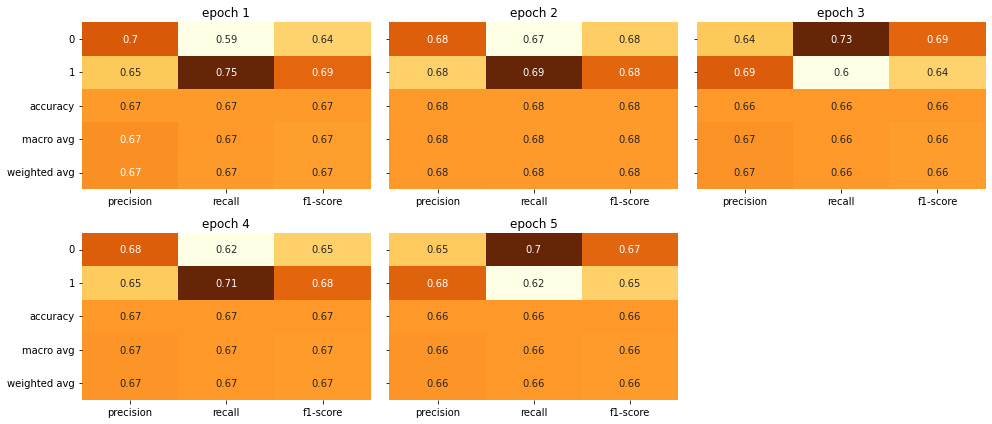 epoch 1 epoch 2 epoch 3
0 0.7 0.59 0.64 0.68 0.67 0.68 0.64 0.73 0.69
1 0.65 0.75 0.69 0.68 0.69 0.68 0.69 0.6 0.64
accuracy 0.67 0.67 0.67 0.68 0.68 0.68 0.66 0.66 0.66
macro avg 0.67 0.67 0.67 0.68 0.68 0.68 0.67 0.66 0.66
weighted avg 0.67 0.67 0.67 0.68 0.68 0.68 0.67 0.66 0.66
precision recall f1-score precision recall f1-score precision recall f1-score
epoch 4 epoch 5
0 0.68 0.62 0.65 0.65 0.7 0.67
1 0.65 0.71 0.68 0.68 0.62 0.65
accuracy 0.67 0.67 0.67 0.66 0.66 0.66
macro avg 0.67 0.67 0.67 0.66 0.66 0.66
weighted avg 0.67 0.67 0.67 0.66 0.66 0.66
precision recall f1-score precision recall f1-score